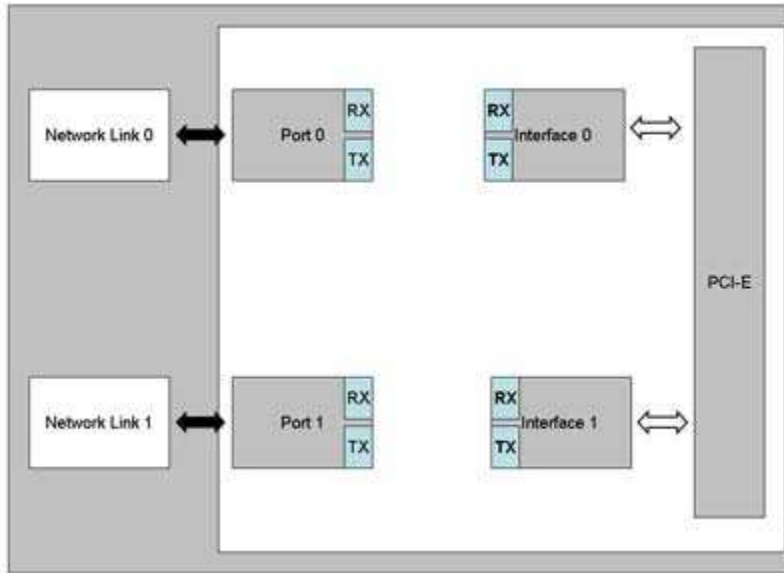 Network Link 0
Port 0
RX
TX
RX
TX
Interface 0
PCI-E
Network Link 1
Port 1
RX
TX
RX
TX
Interface 1